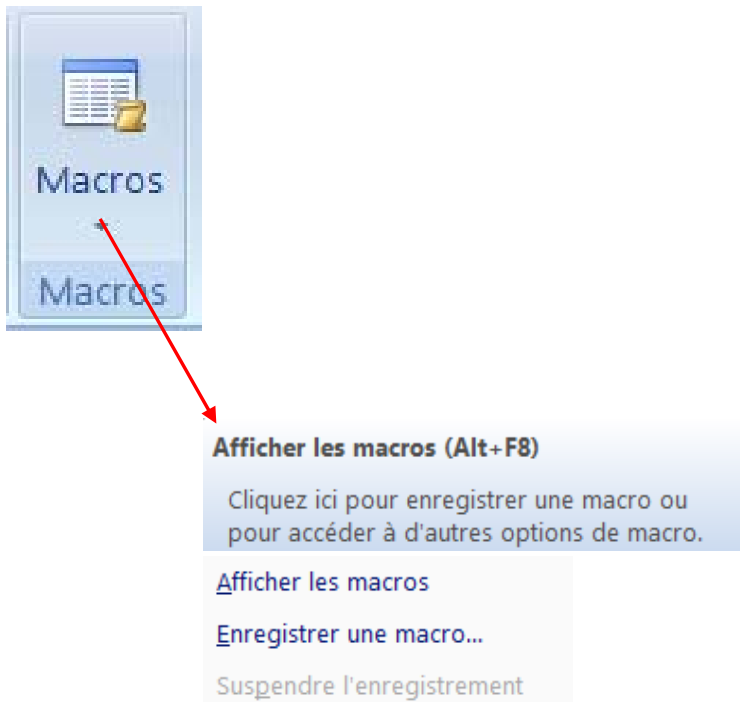 Macros
Macros
Afficher les macros (Alt+F8)
Cliquez ici pour enregistrer une macro ou
pour accéder à d'autres options de macro.
Afficher les macros
Enregistrer une macro...
Suspendre l'enregistrement